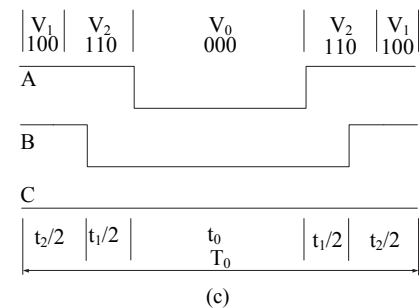 V₁ V₂ V₀ V₂ V₁
100 110 000 110 100
A
B
C
t₂/2 t₁/2 t₀ t₁/2 t₂/2
T₀
(c)